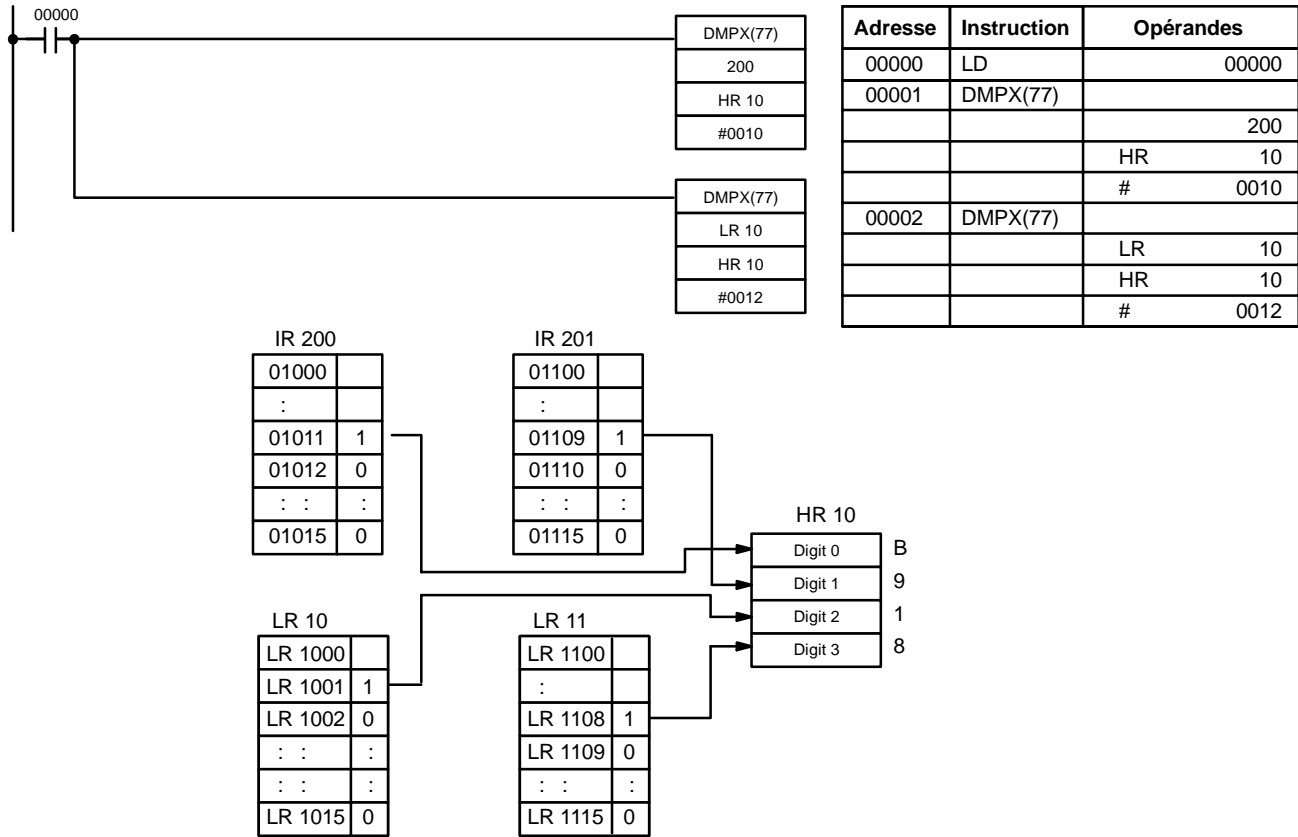 00000
DMPX(77)
200
HR 10
#0010
DMPX(77)
LR 10
HR 10
#0012
Adresse Instruction Opérandes
00000 LD 00000
00001 DMPX(77)
200
HR 10
# 0010
00002 DMPX(77)
LR 10
HR 10
# 0012
IR 200
01000
:
01011 1
01012 0
: : :
01015 0
IR 201
01100
:
01109 1
01110 0
: : :
01115 0
LR 10
LR 1000
LR 1001 1
LR 1002 0
: : :
: : :
LR 1015 0
LR 11
LR 1100
:
LR 1108 1
LR 1109 0
: : :
LR 1115 0
HR 10
Digit 0 B
Digit 1 9
Digit 2 1
Digit 3 8